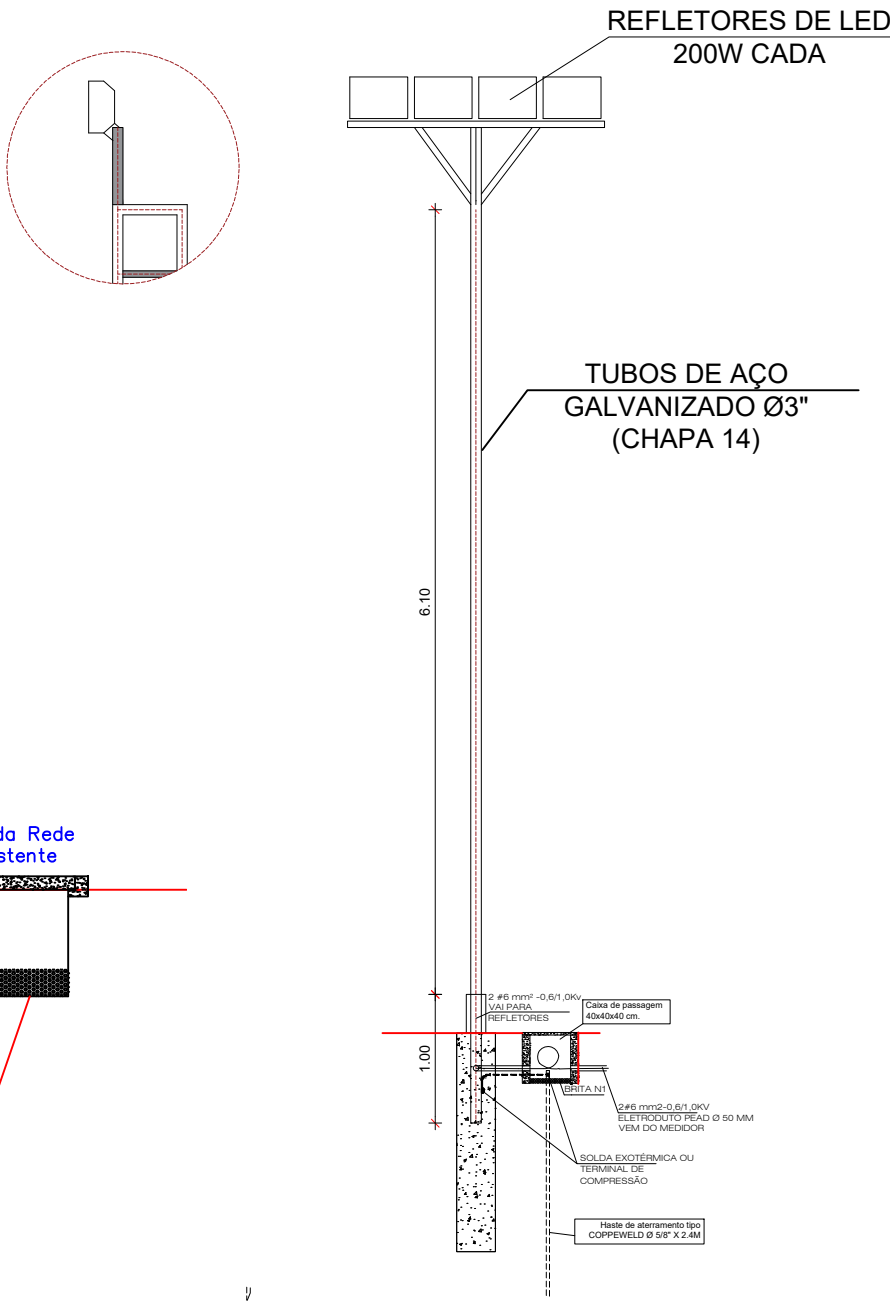 REFLETORES DE LED
200W CADA
TUBOS DE AÇO
GALVANIZADO Ø3"
(CHAPA 14)
6.10
da Rede
stente
2 #6 mm² -0,6/1,0Kv
VAI PARA
REFLETORES
Caixa de passagem
40x40x40 cm.
1.00
BRITA N1
2#6 mm2-0,6/1,0KV
ELETRODUTO PEAD Ø 50 MM
VEM DO MEDIDOR
SOLDA EXOTÉRMICA OU
TERMINAL DE
COMPRESSÃO
Haste de aterramento tipo
COPPEWELD Ø 5/8" X 2.4M